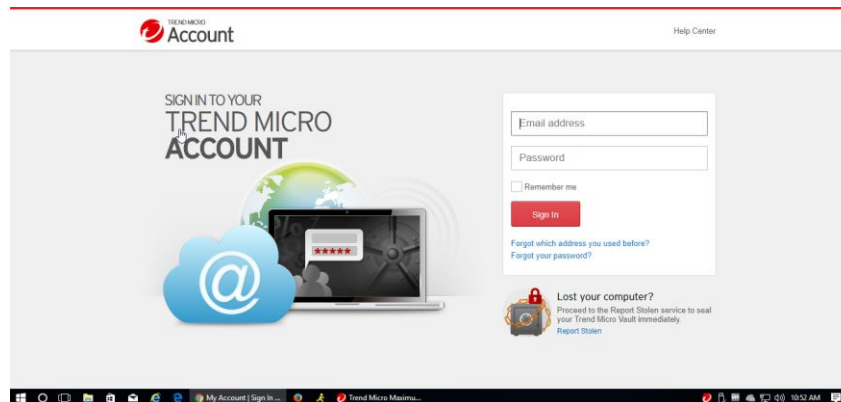 TREND MICRO
Account
Help Center
SIGN IN TO YOUR
TREND MICRO
ACCOUNT
Email address
Password
Remember me
Sign In
Forgot which address you used before?
Forgot your password?
@
*****
Lost your computer?
Proceed to the Report Stolen service to seal
your Trend Micro Vault immediately.
Report Stolen
My Account | Sign In ...
Trend Micro Maximu...
10:52 AM